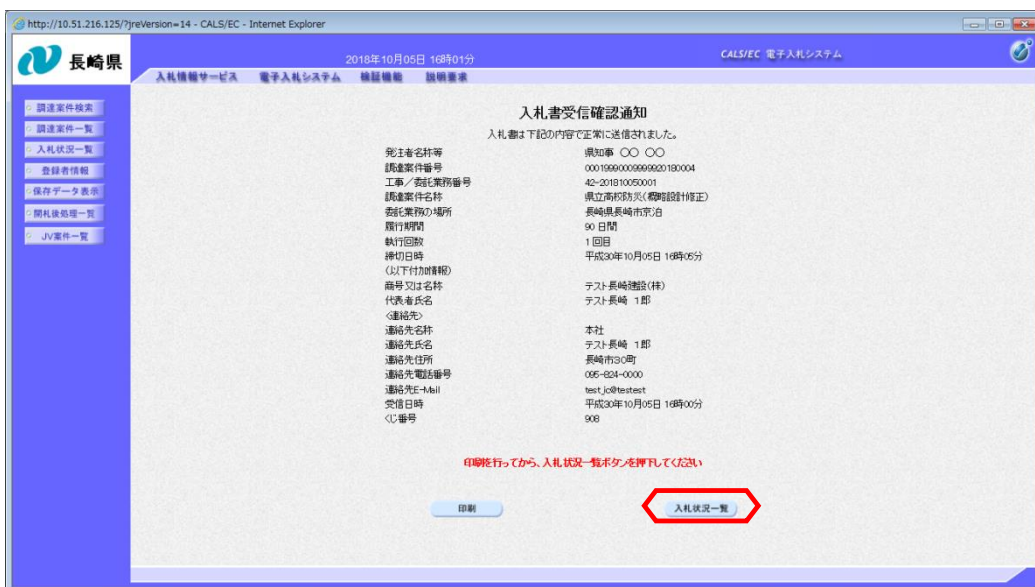 http://10.51.216.125/?jreVersion=14 - CALS/EC - Internet Explorer
長崎県
2018年10月05日 16時01分
CALS/EC 電子入札システム
入札情報サービス 電子入札システム 検証機能 説明要求
調達案件検索
調達案件一覧
入札状況一覧
登録者情報
保存データ表示
開札後処理一覧
JV案件一覧
入札書受信確認通知
入札書は下記の内容で正常に送信されました。
発注者名称等 県知事 〇〇 〇〇
調達案件番号 00019990009999920180004
工事/委託業務番号 42-201810050001
調達案件名称 県立高校防災(概略設計修正)
委託業務の場所 長崎県長崎市京泊
履行期間 90 日間
執行回数 1 回目
締切日時 平成30年10月05日 16時05分
(以下付加情報)
商号又は名称 テスト長崎建設(株)
代表者氏名 テスト長崎 1郎
<連絡先>
連絡先名称 本社
連絡先氏名 テスト長崎 1郎
連絡先住所 長崎市30町
連絡先電話番号 095-824-0000
連絡先E-Mail test_jc@testest
受信日時 平成30年10月05日 16時00分
くじ番号 908
印刷を行ってから、入札状況一覧ボタンを押下してください
印刷
入札状況一覧